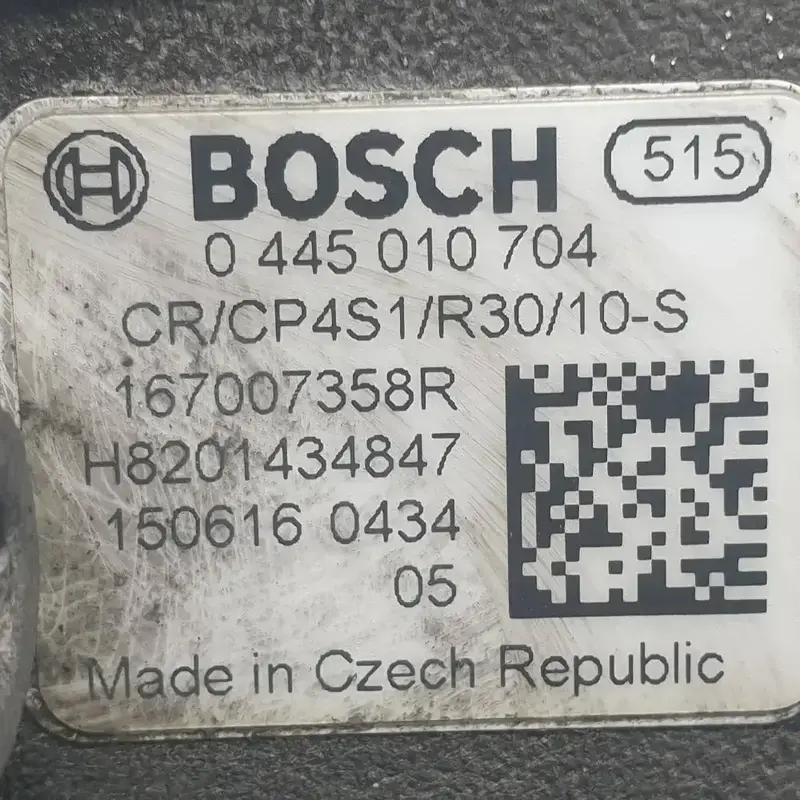 BOSCH 515
0 445 010 704
CR/CP4S1/R30/10-S
167007358R
H8201434847
150616 0434
05
Made in Czech Republic